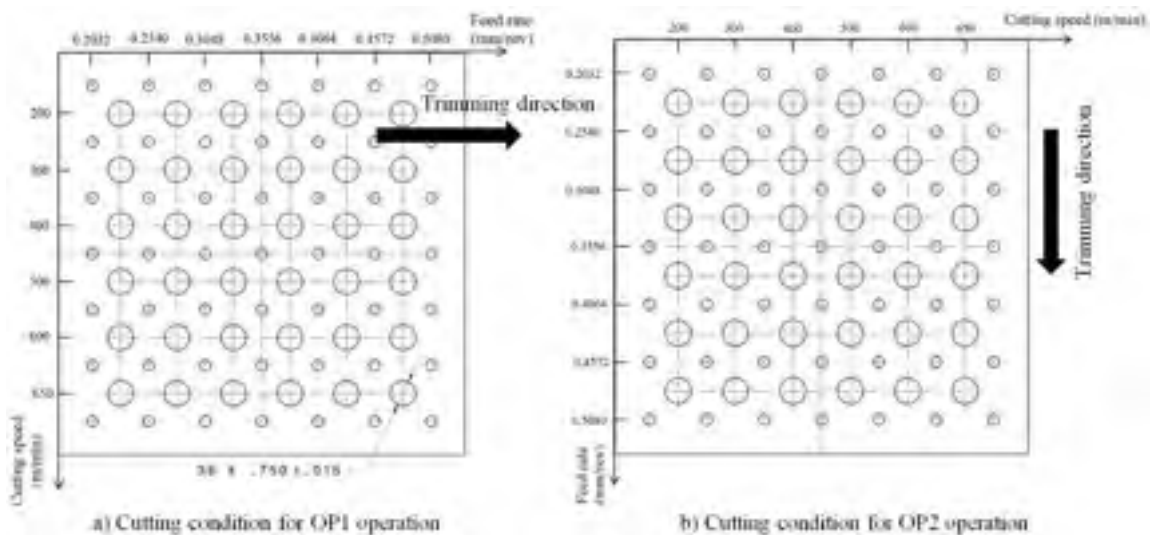 Feed rate
(mm/rev)
0.2032 0.2540 0.3048 0.3556 0.4064 0.4572 0.5080
200
300
400
500
600
650
Trimming direction
Cutting speed
(m/min)
38 X .750 ±.015
a) Cutting condition for OP1 operation
Cutting speed (m/min)
200 300 400 500 600 650
0.2032
0.2540
0.3048
0.3556
0.4064
0.4572
0.5080
Trimming direction
Feed rate
(mm/rev)
b) Cutting condition for OP2 operation